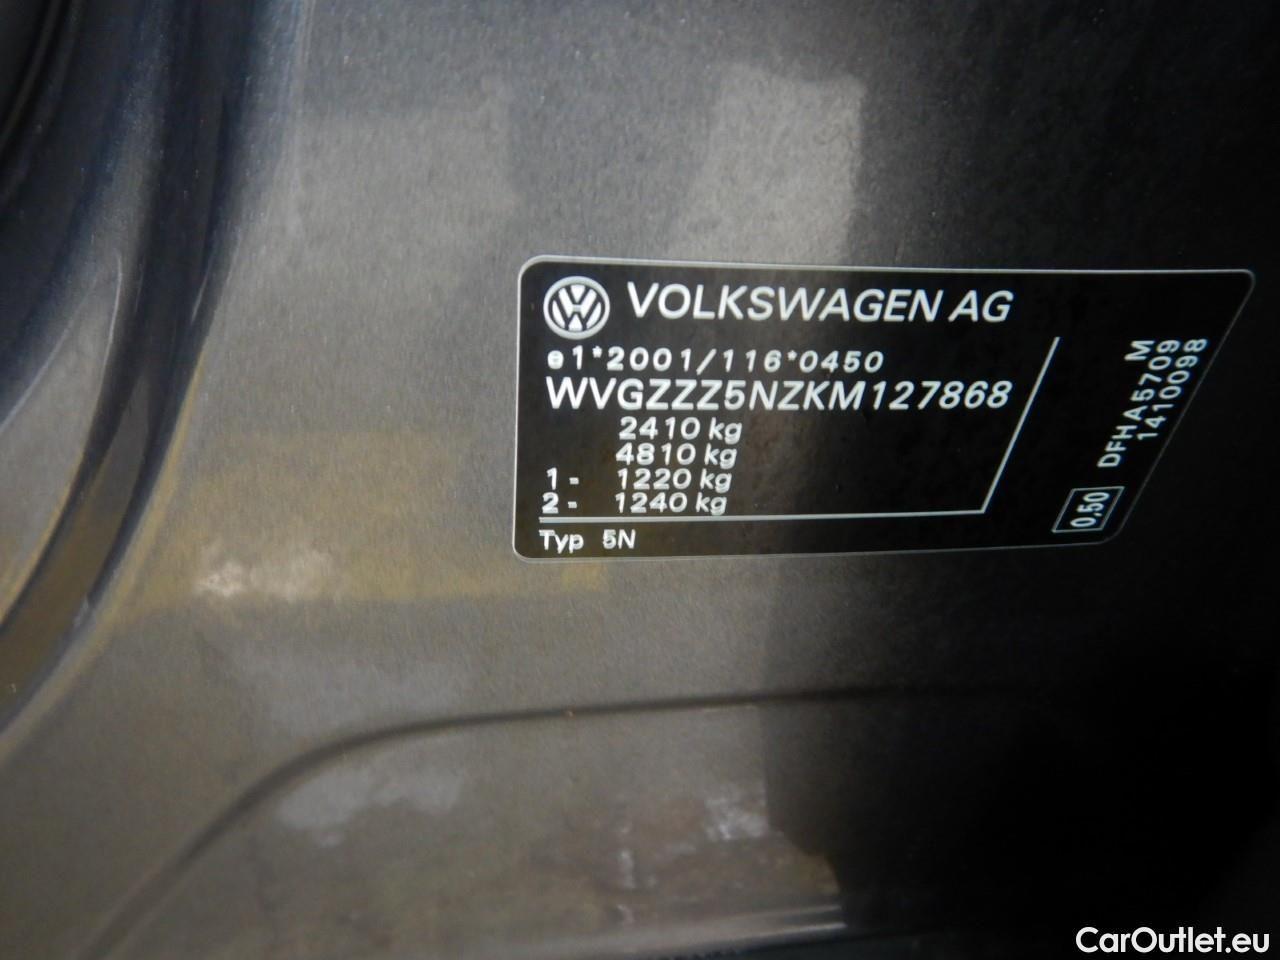 VOLKSWAGEN AG
e1*2001/116*0450
WVGZZZ5NZKM127868
2410 kg
4810 kg
1 - 1220 kg
2 - 1240 kg
Typ 5N
M
DFHA5709
1410098
0,50
CarOutlet.eu